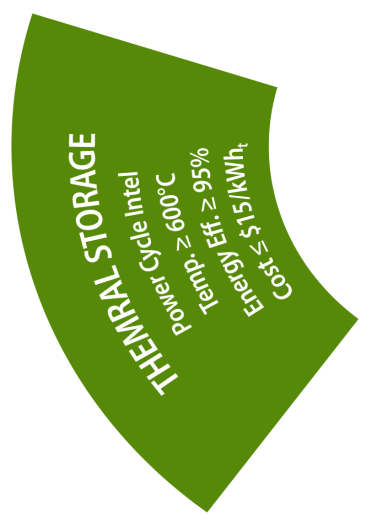 THEMRAL STORAGE
Power Cycle Intel
Temp. ≥ 600°C
Energy Eff. ≥ 95%
Cost ≤ $15/kWhₜ